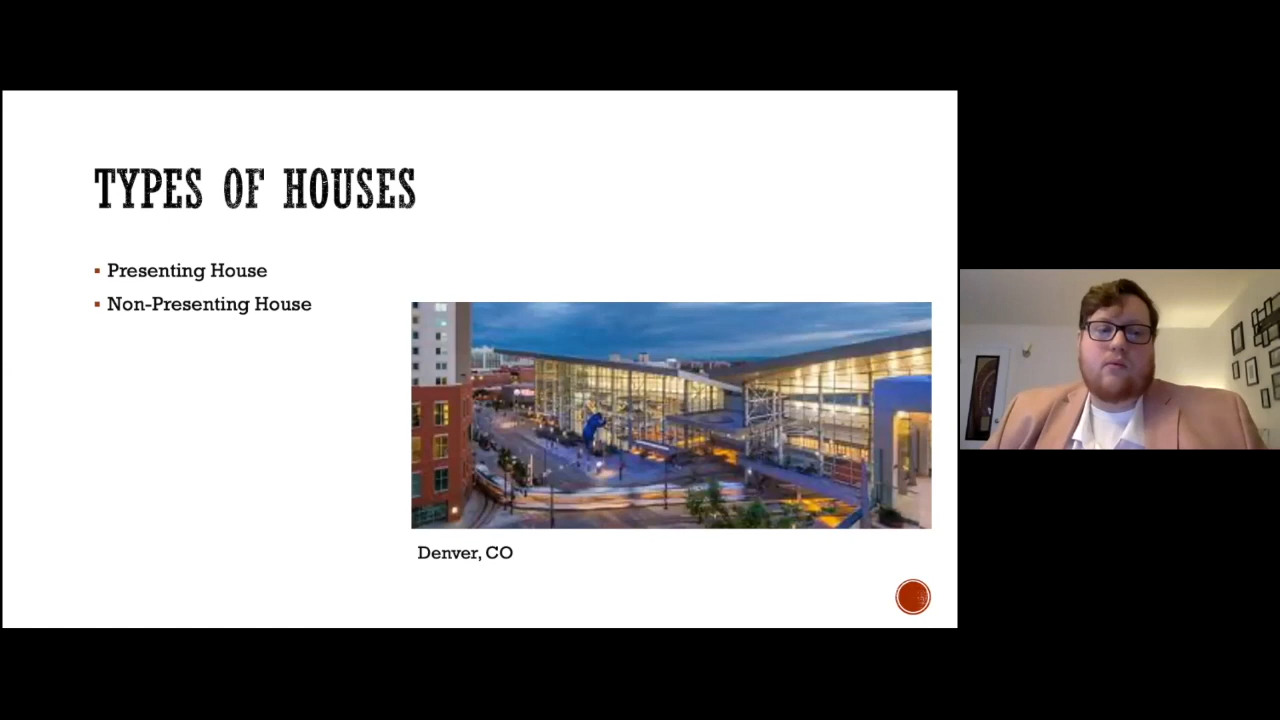 TYPES OF HOUSES
Presenting House
Non-Presenting House
Denver, CO